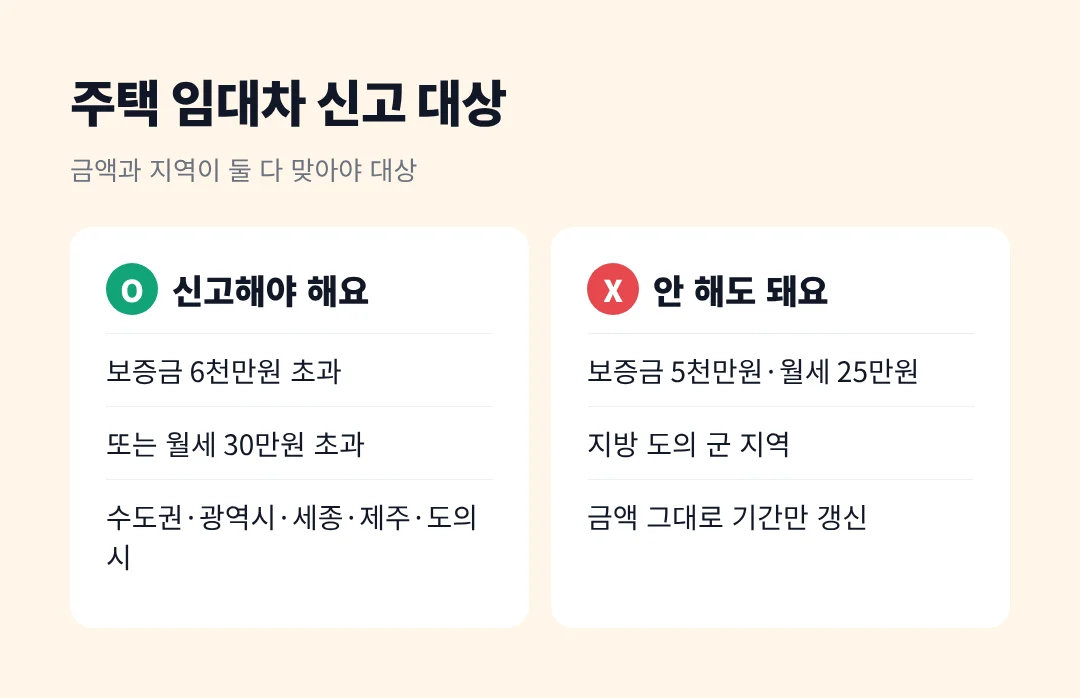 주택 임대차 신고 대상
금액과 지역이 둘 다 맞아야 대상
O 신고해야 해요
보증금 6천만원 초과
또는 월세 30만원 초과
수도권·광역시·세종·제주·도의
시
X 안 해도 돼요
보증금 5천만원·월세 25만원
지방 도의 군 지역
금액 그대로 기간만 갱신